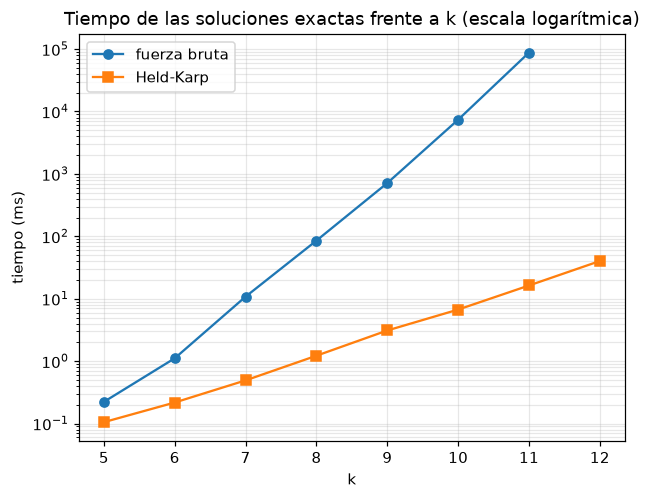 Tiempo de las soluciones exactas frente a k (escala logarítmica)
fuerza bruta
Held-Karp
tiempo (ms)
10^5
10^4
10^3
10^2
10^1
10^0
10^-1
5 6 7 8 9 10 11 12
k